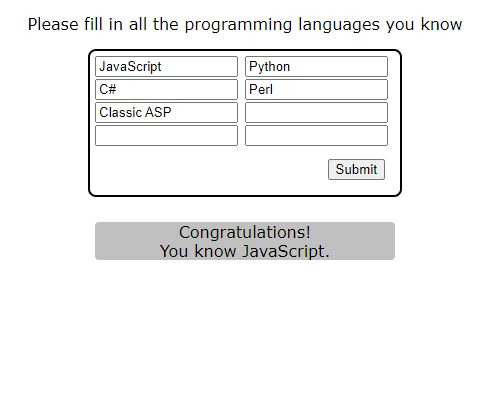 Please fill in all the programming languages you know
JavaScript Python
C# Perl
Classic ASP
Submit
Congratulations!
You know JavaScript.